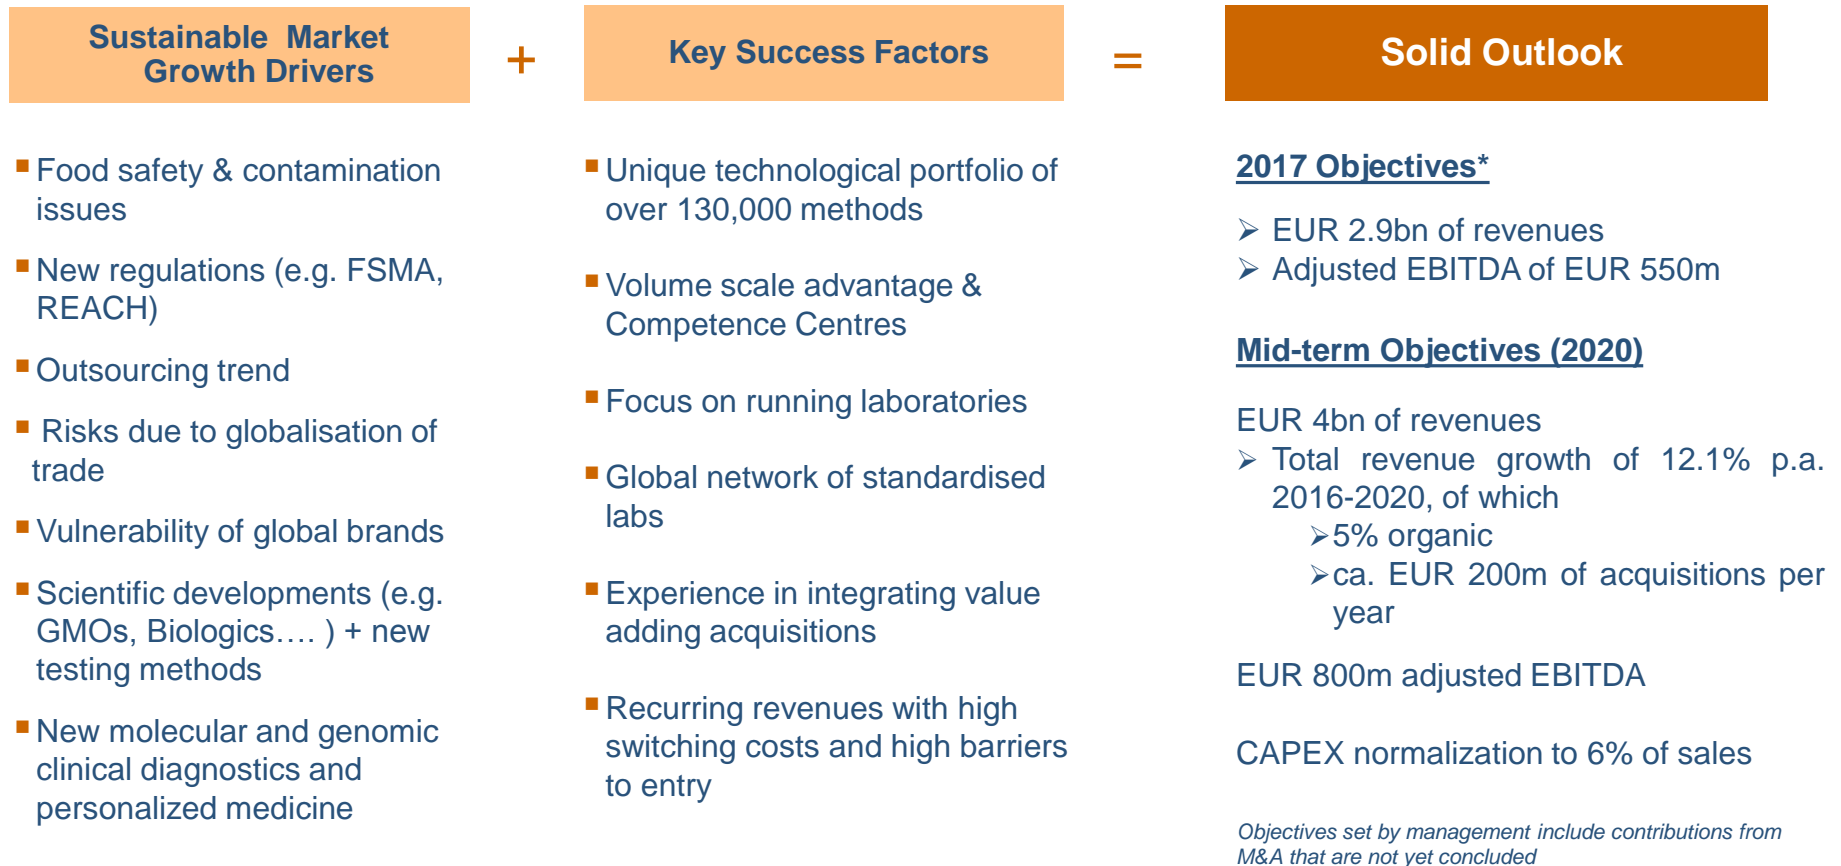 Sustainable Market
Growth Drivers
+
Key Success Factors
=
Solid Outlook
▪Food safety & contamination
issues
▪New regulations (e.g. FSMA,
REACH)
▪Outsourcing trend
▪ Risks due to globalisation of
trade
▪Vulnerability of global brands
▪Scientific developments (e.g.
GMOs, Biologics…. ) + new
testing methods
▪New molecular and genomic
clinical diagnostics and
personalized medicine
▪Unique technological portfolio of
over 130,000 methods
▪Volume scale advantage &
Competence Centres
▪Focus on running laboratories
▪Global network of standardised
labs
▪Experience in integrating value
adding acquisitions
▪Recurring revenues with high
switching costs and high barriers
to entry
2017 Objectives*
➢ EUR 2.9bn of revenues
➢ Adjusted EBITDA of EUR 550m
Mid-term Objectives (2020)
EUR 4bn of revenues
➢ Total revenue growth of 12.1% p.a.
2016-2020, of which
➢5% organic
➢ca. EUR 200m of acquisitions per
year
EUR 800m adjusted EBITDA
CAPEX normalization to 6% of sales
Objectives set by management include contributions from
M&A that are not yet concluded